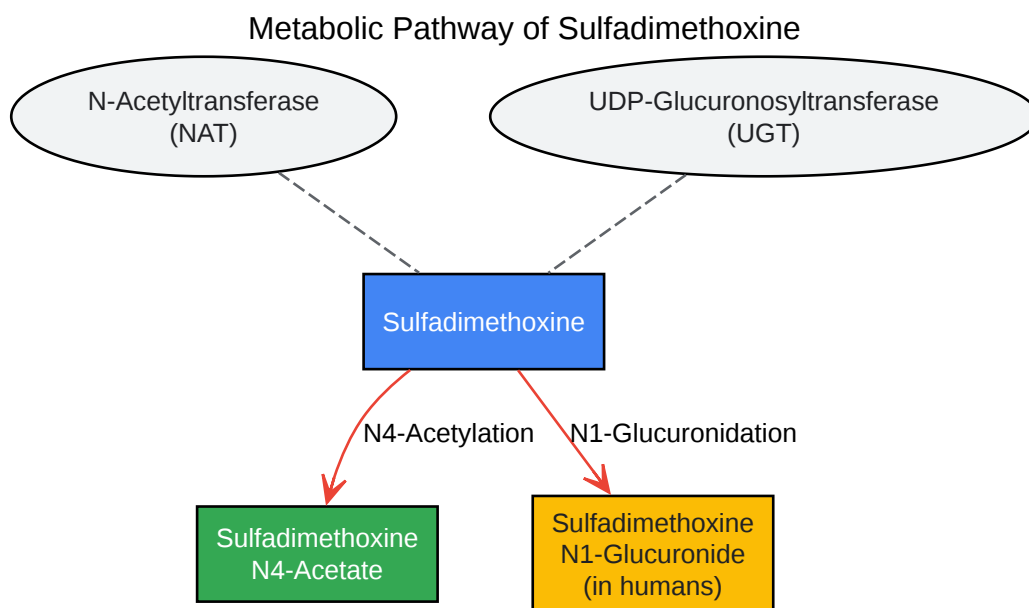 Metabolic Pathway of Sulfadimethoxine
N-Acetyltransferase
(NAT)
UDP-Glucuronosyltransferase
(UGT)
Sulfadimethoxine
N4-Acetylation
N1-Glucuronidation
Sulfadimethoxine
N4-Acetate
Sulfadimethoxine
N1-Glucuronide
(in humans)